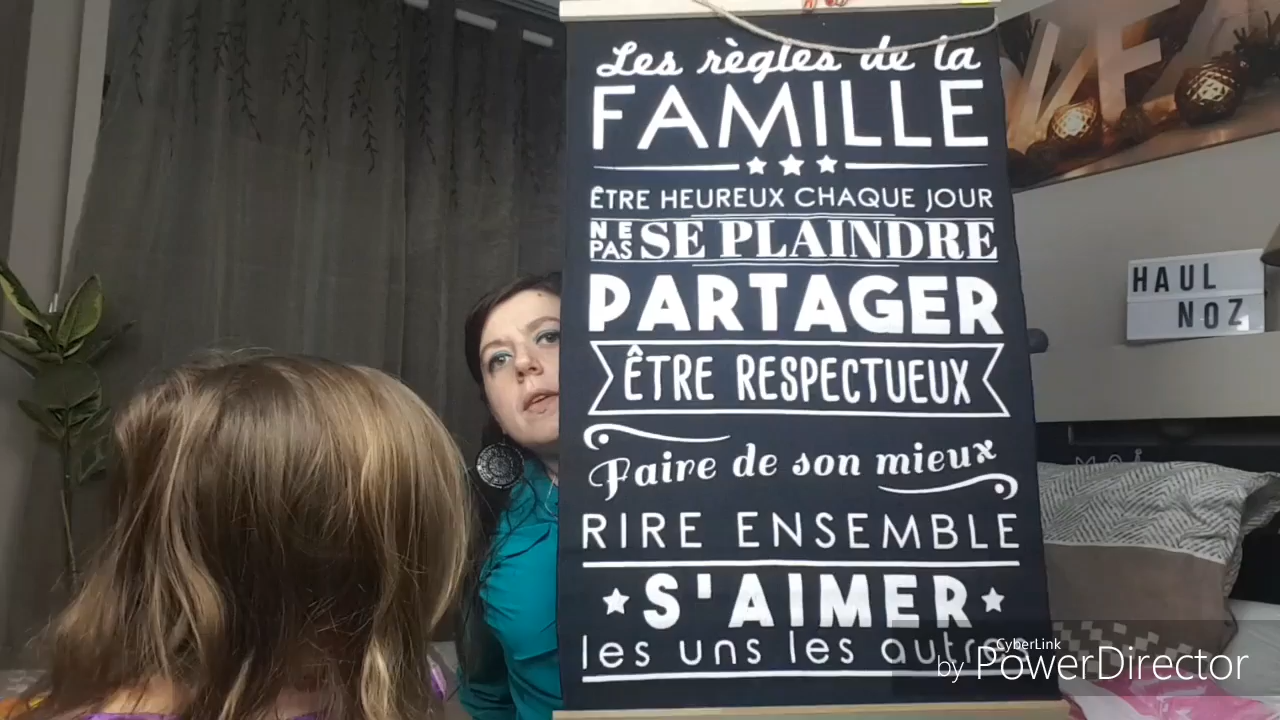 Les règles de la
FAMILLE
ÊTRE HEUREUX CHAQUE JOUR
NE PAS SE PLAINDRE
PARTAGER
ÊTRE RESPECTUEUX
Faire de son mieux
RIRE ENSEMBLE
S'AIMER
les uns les autres
HAUL
NOZ
CyberLink
by PowerDirector